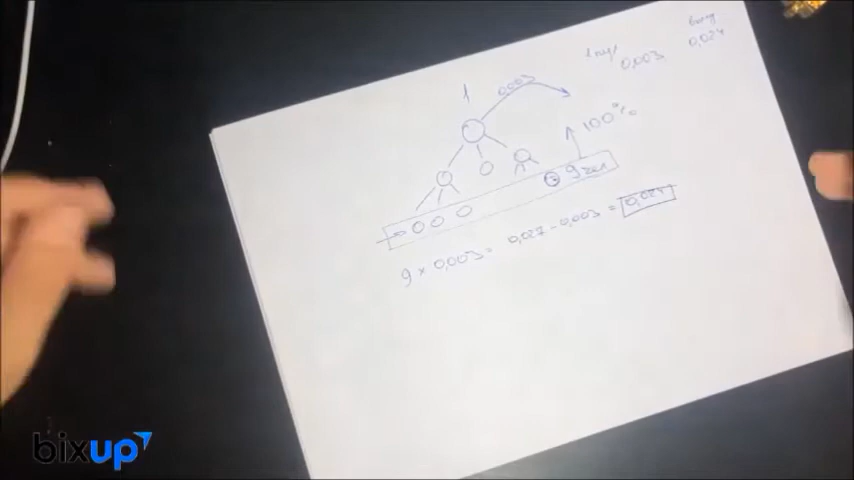 1
0,003
0,003
0,024
100%
9 чел
9 × 0,003 = 0,027 - 0,003 = 0,024
bixup